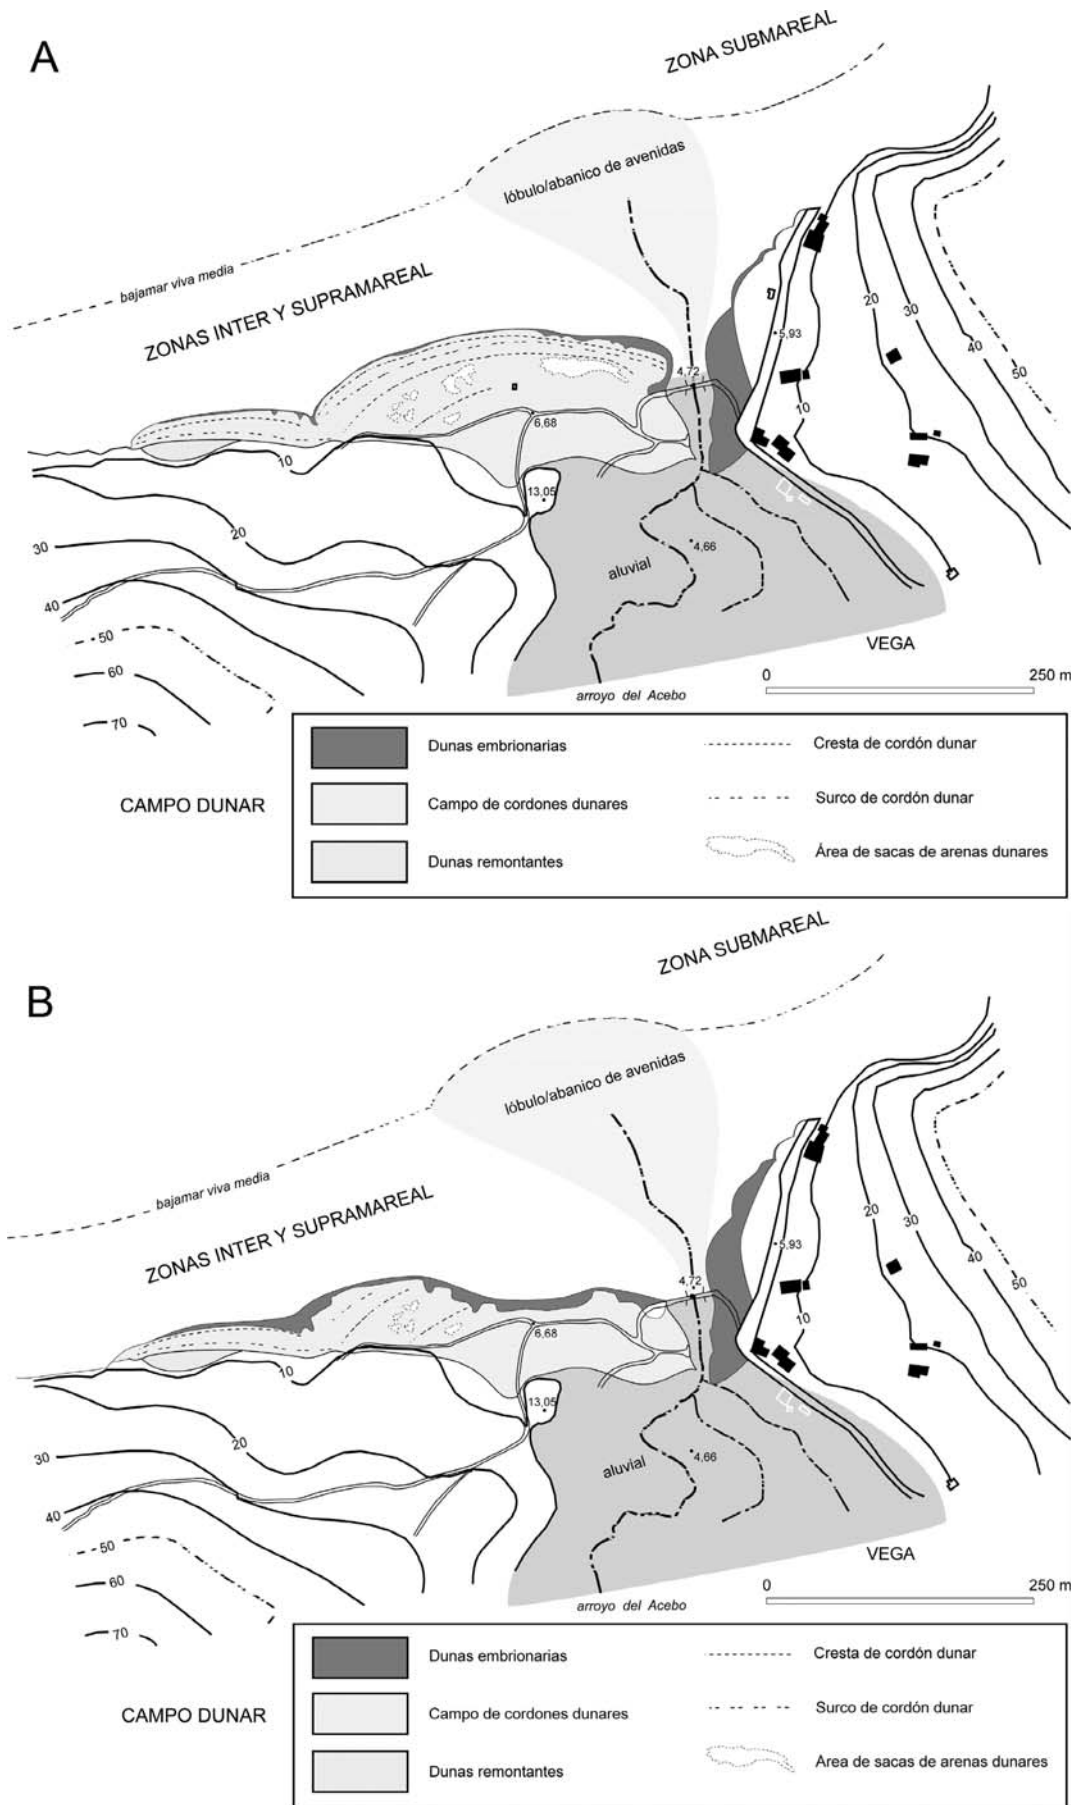 A
ZONA SUBMAREAL
lóbulo/abanico de avenidas
bajamar viva media
ZONAS INTER Y SUPRAMAREAL
20
30
40
50
5,93
4,72
10
6,68
10
13,05
20
4,66
30
aluvial
40
50
60
70
VEGA
0 250 m
arroyo del Acebo
CAMPO DUNAR
Dunas embrionarias
Campo de cordones dunares
Dunas remontantes
Cresta de cordón dunar
Surco de cordón dunar
Área de sacas de arenas dunares
B
ZONA SUBMAREAL
lóbulo/abanico de avenidas
bajamar viva media
ZONAS INTER Y SUPRAMAREAL
20
30
40
50
5,93
4,72
10
6,68
10
13,05
20
4,66
30
aluvial
40
50
60
70
VEGA
0 250 m
arroyo del Acebo
CAMPO DUNAR
Dunas embrionarias
Campo de cordones dunares
Dunas remontantes
Cresta de cordón dunar
Surco de cordón dunar
Área de sacas de arenas dunares